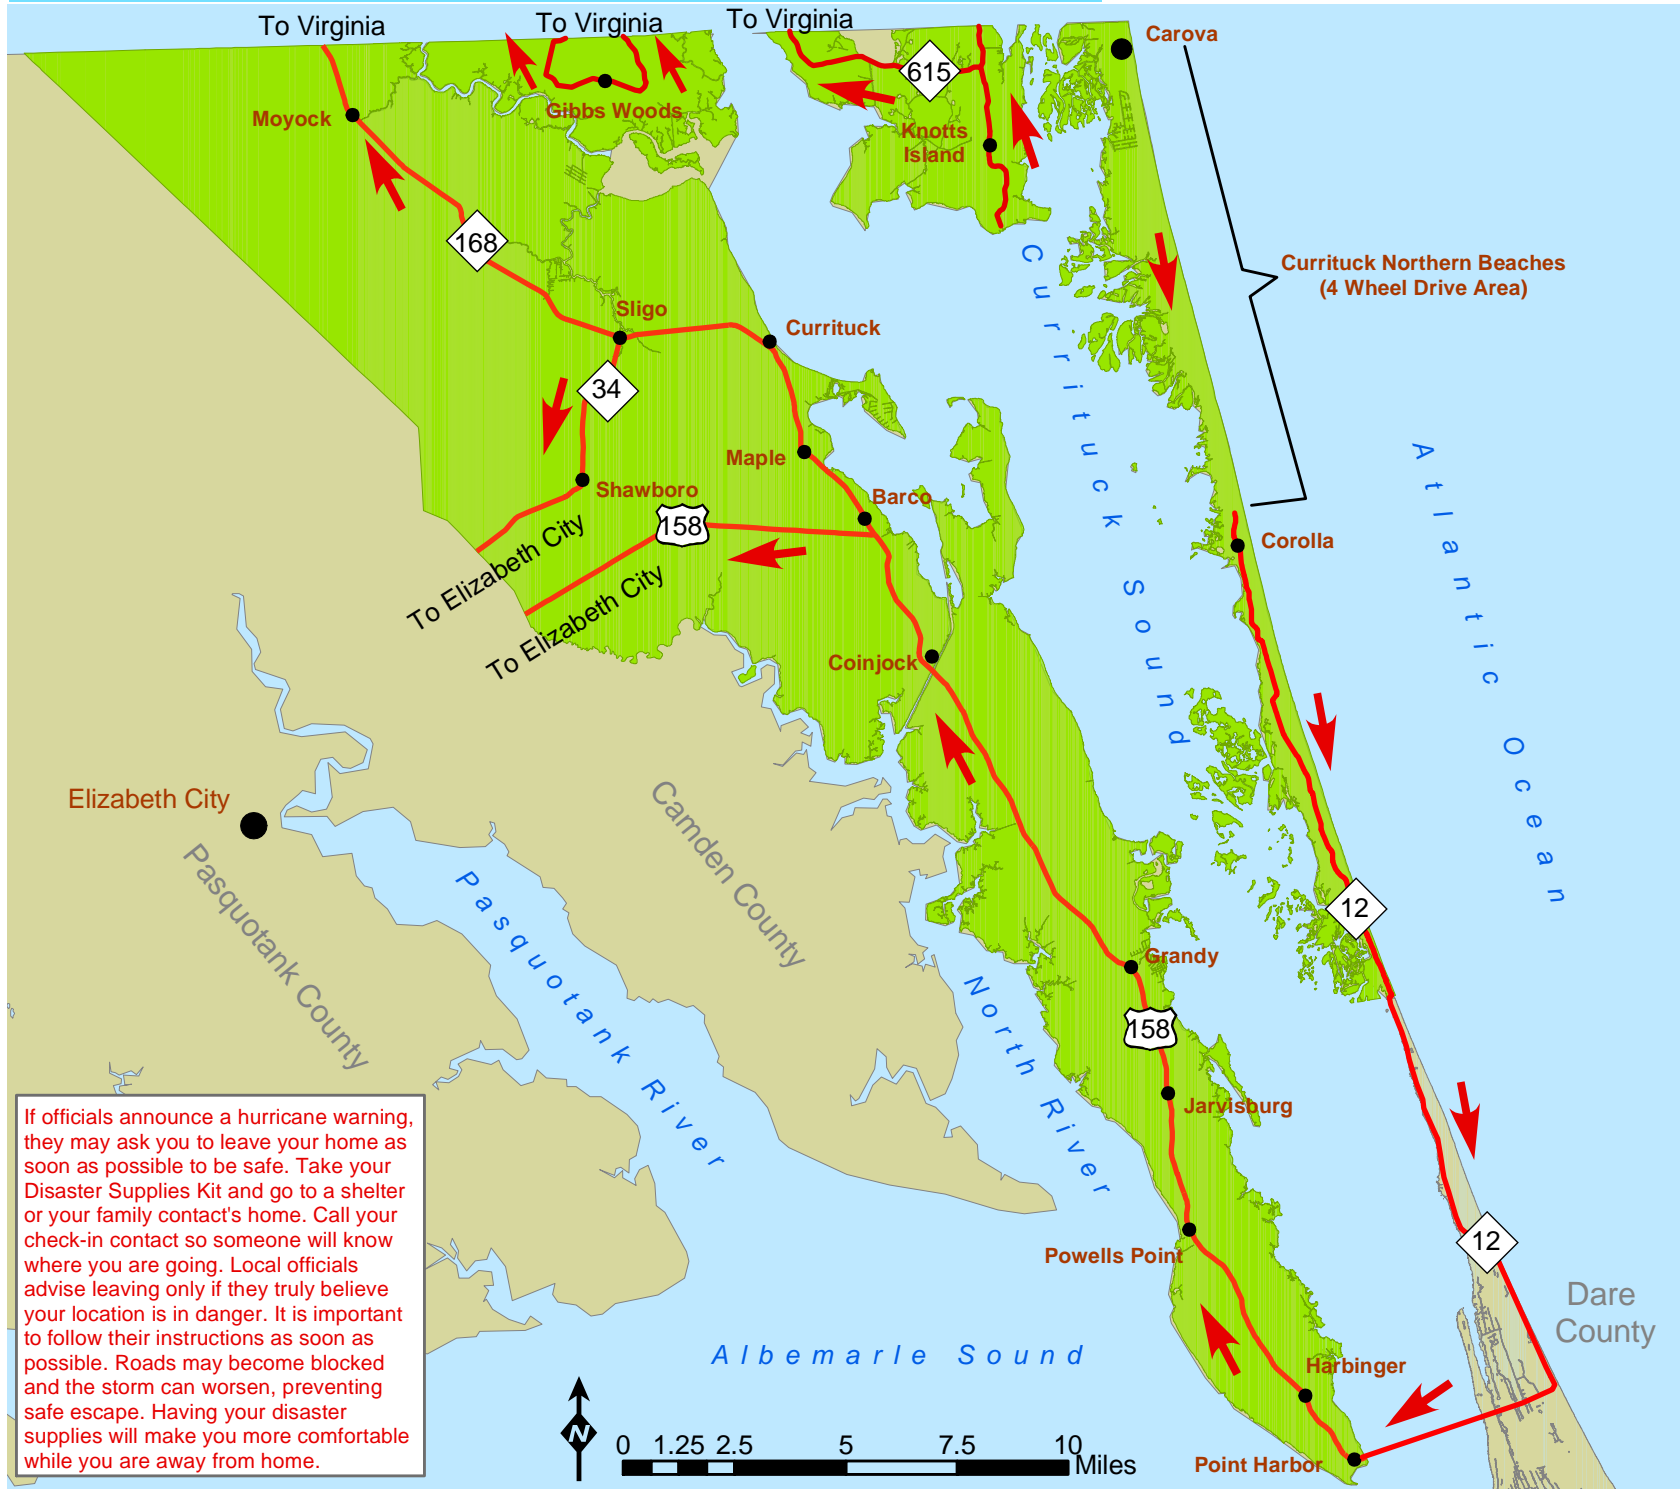 To Virginia
To Virginia
To Virginia
Carova
615
Moyock
Gibbs Woods
Knotts
Island
168
Currituck Northern Beaches
(4 Wheel Drive Area)
Sligo
Currituck
34
Currituck Sound
Maple
Shawboro
Barco
158
Corolla
Atlantic Ocean
To Elizabeth City
To Elizabeth City
Coinjock
Elizabeth City
Camden County
Pasquotank County
Pasquotank River
12
Grandy
North River
158
Jarvisburg
If officials announce a hurricane warning,
they may ask you to leave your home as
soon as possible to be safe. Take your
Disaster Supplies Kit and go to a shelter
or your family contact's home. Call your
check-in contact so someone will know
where you are going. Local officials
advise leaving only if they truly believe
your location is in danger. It is important
to follow their instructions as soon as
possible. Roads may become blocked
and the storm can worsen, preventing
safe escape. Having your disaster
supplies will make you more comfortable
while you are away from home.
Powells Point
12
Dare
County
Albemarle Sound
Harbinger
N
0 1.25 2.5 5 7.5 10
Miles
Point Harbor